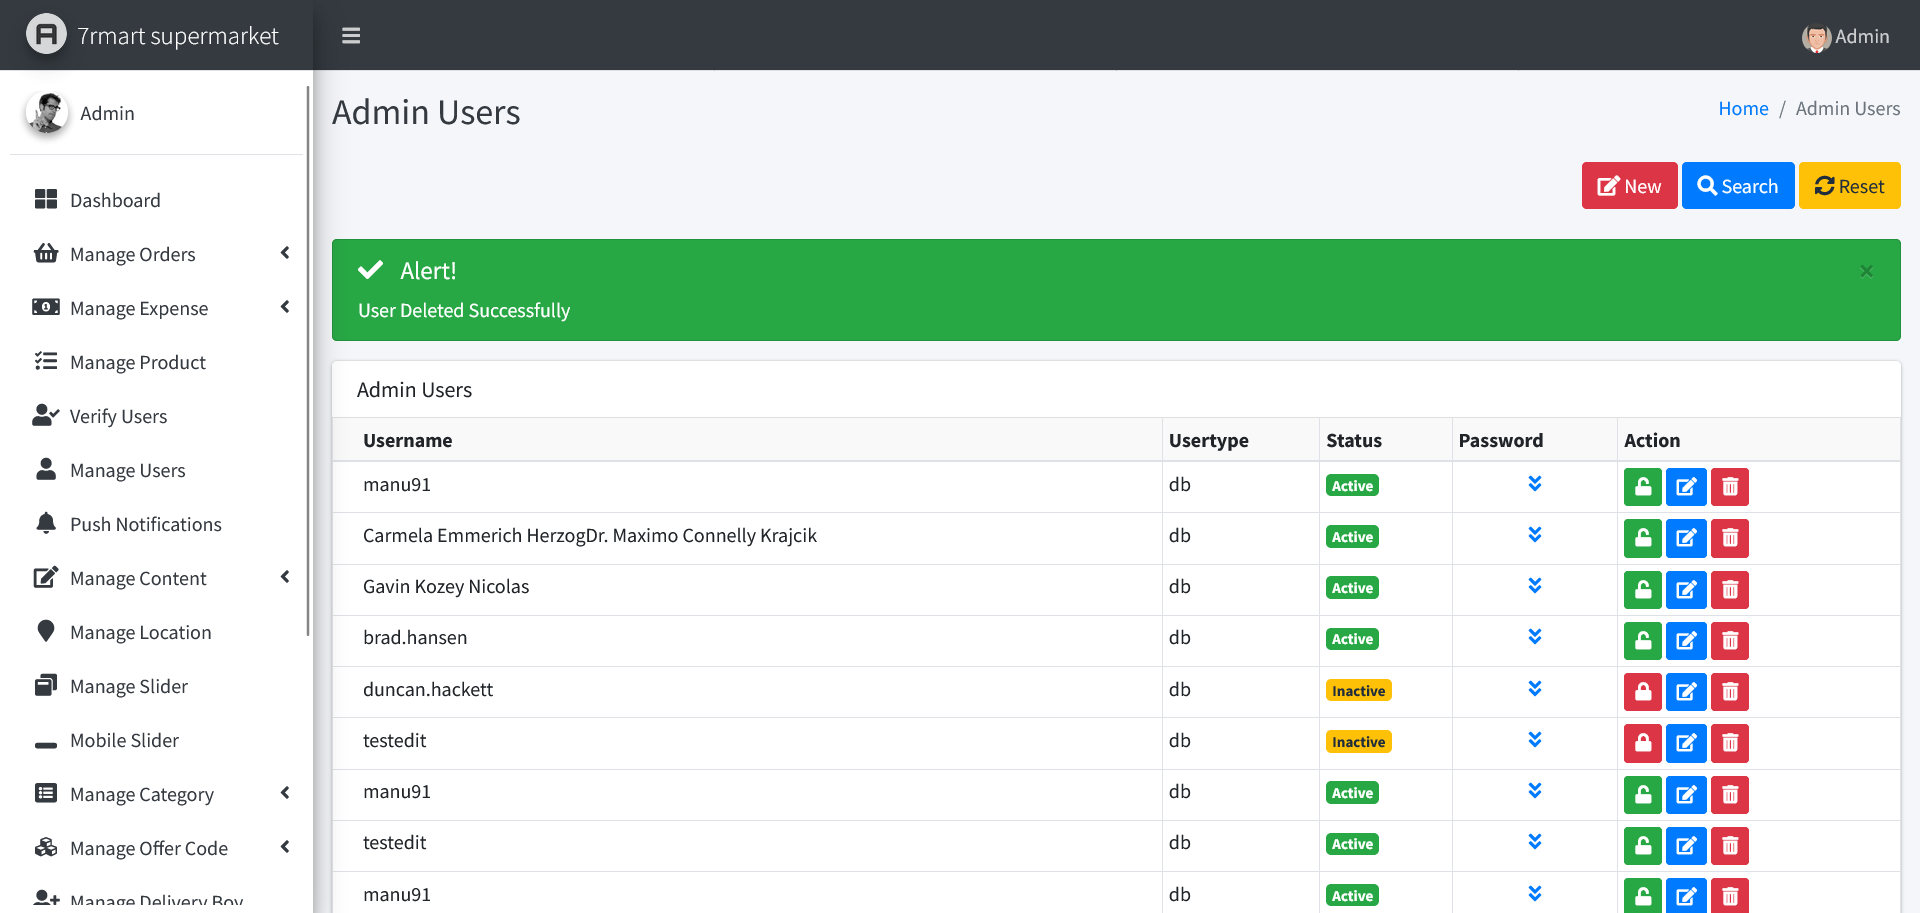 7rmart supermarket
Admin
Admin
Dashboard
Manage Orders
Manage Expense
Manage Product
Verify Users
Manage Users
Push Notifications
Manage Content
Manage Location
Manage Slider
Mobile Slider
Manage Category
Manage Offer Code
Manage Delivery Boy
Admin Users
Home / Admin Users
New Search Reset
Alert! ×
User Deleted Successfully
Admin Users
Username Usertype Status Password Action
manu91 db Active
Carmela Emmerich HerzogDr. Maximo Connelly Krajcik db Active
Gavin Kozey Nicolas db Active
brad.hansen db Active
duncan.hackett db Inactive
testedit db Inactive
manu91 db Active
testedit db Active
manu91 db Active